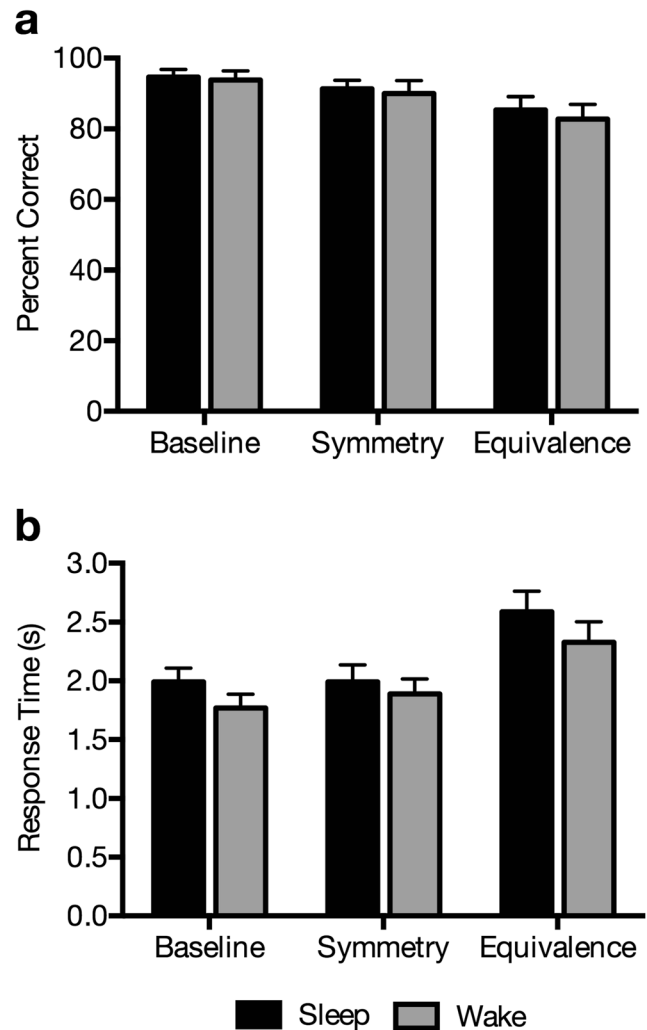 a
Percent Correct
100
80
60
40
20
0
Baseline Symmetry Equivalence
b
Response Time (s)
3.0
2.5
2.0
1.5
1.0
0.5
0.0
Baseline Symmetry Equivalence
Sleep Wake